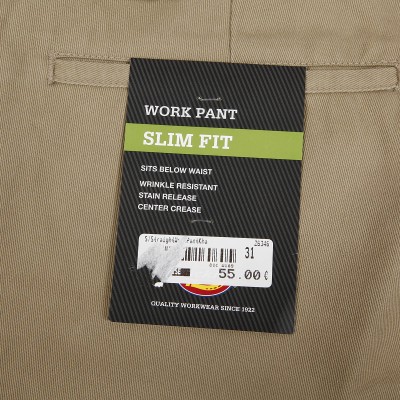 WORK PANT
SLIM FIT
SITS BELOW WAIST
WRINKLE RESISTANT
STAIN RELEASE
CENTER CREASE
26346
31
55.00€
QUALITY WORKWEAR SINCE 1922